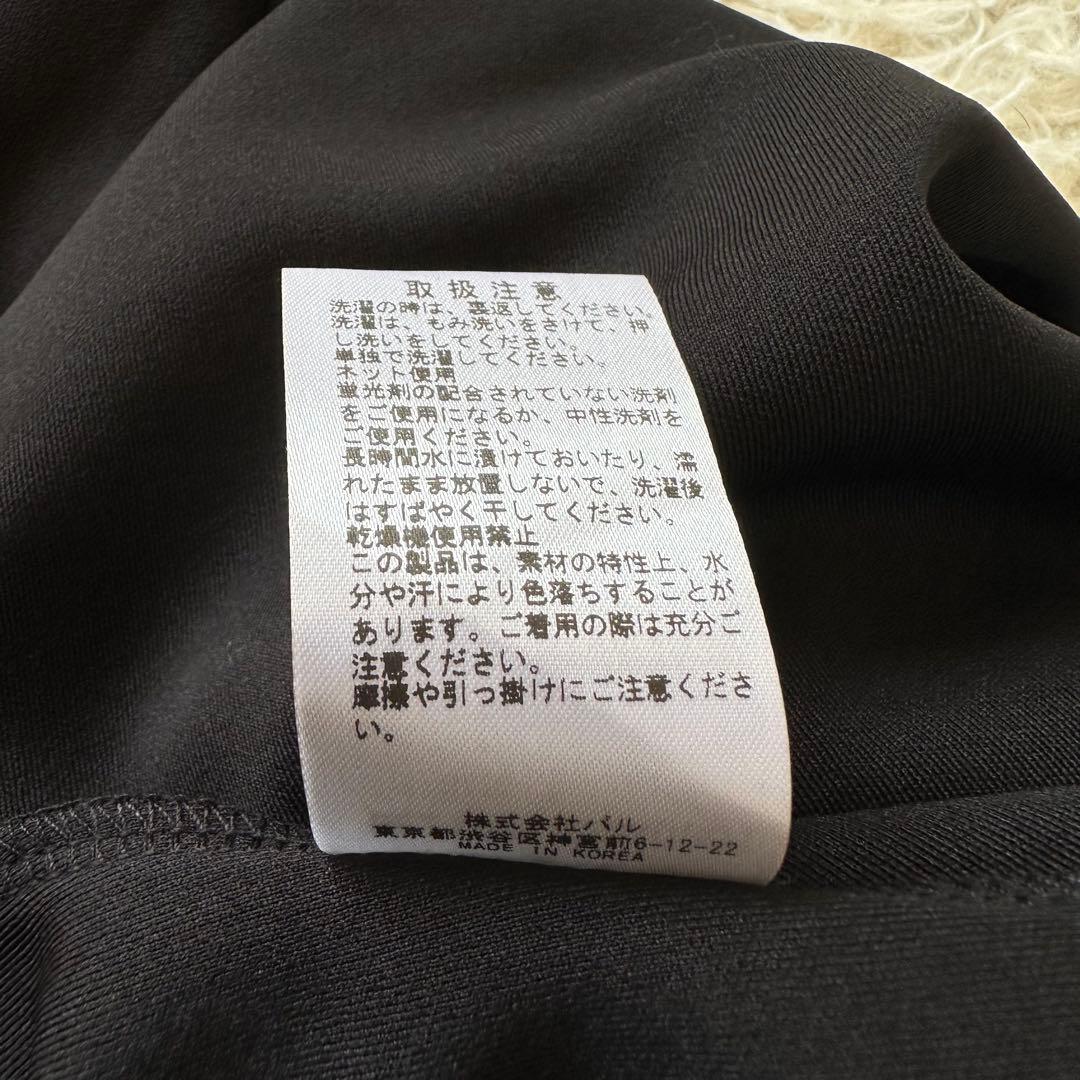 取扱注意
洗濯の時は、裏返してください。
洗濯は、もみ洗いをさけて、押
し洗いをしてください。
単独で洗濯してください。
ネット使用
蛍光剤の配合されていない洗剤
をご使用になるか、中性洗剤を
ご使用ください。
長時間水に漬けておいたり、濡
れたまま放置しないで、洗濯後
はすばやく干してください。
乾燥機使用禁止
この製品は、素材の特性上、水
分や汗により色落ちすることが
あります。ご着用の際は充分ご
注意ください。
摩擦や引っ掛けにご注意くださ
い。
株式会社パル
東京都渋谷区神宮前6-12-22
MADE IN KOREA